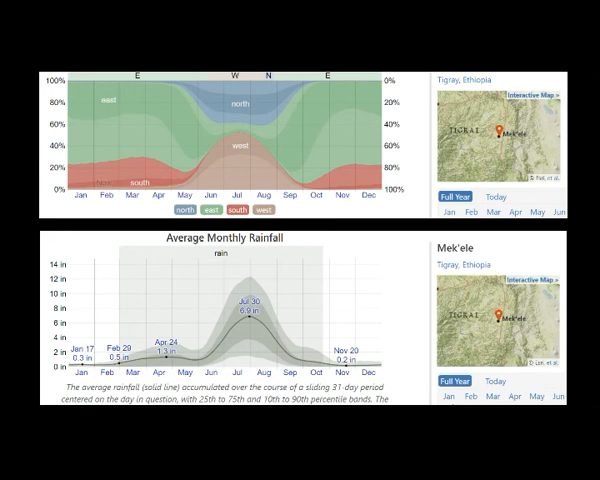 E W N E
100% 0%
80% 20%
60% 40%
40% 60%
20% 80%
0% 100%
east
north
west
south
Jan Feb Mar Apr May Jun Jul Aug Sep Oct Nov Dec
north east south west
Tigray, Ethiopia
Interactive Map »
TIGRAY
Mek'ele
Full Year Today
Jan Feb Mar Apr May Jun
Average Monthly Rainfall
rain
14 in
12 in
10 in
8 in
6 in
4 in
2 in
0 in
Jan 17
0.3 in
Feb 29
0.5 in
Apr 24
1.3 in
Jul 30
6.9 in
Nov 20
0.2 in
Jan Feb Mar Apr May Jun Jul Aug Sep Oct Nov Dec
The average rainfall (solid line) accumulated over the course of a sliding 31-day period
centered on the day in question, with 25th to 75th and 10th to 90th percentile bands. The
Mek'ele
Tigray, Ethiopia
Interactive Map »
TIGRAY
Mek'ele
Full Year Today
Jan Feb Mar Apr May Jun